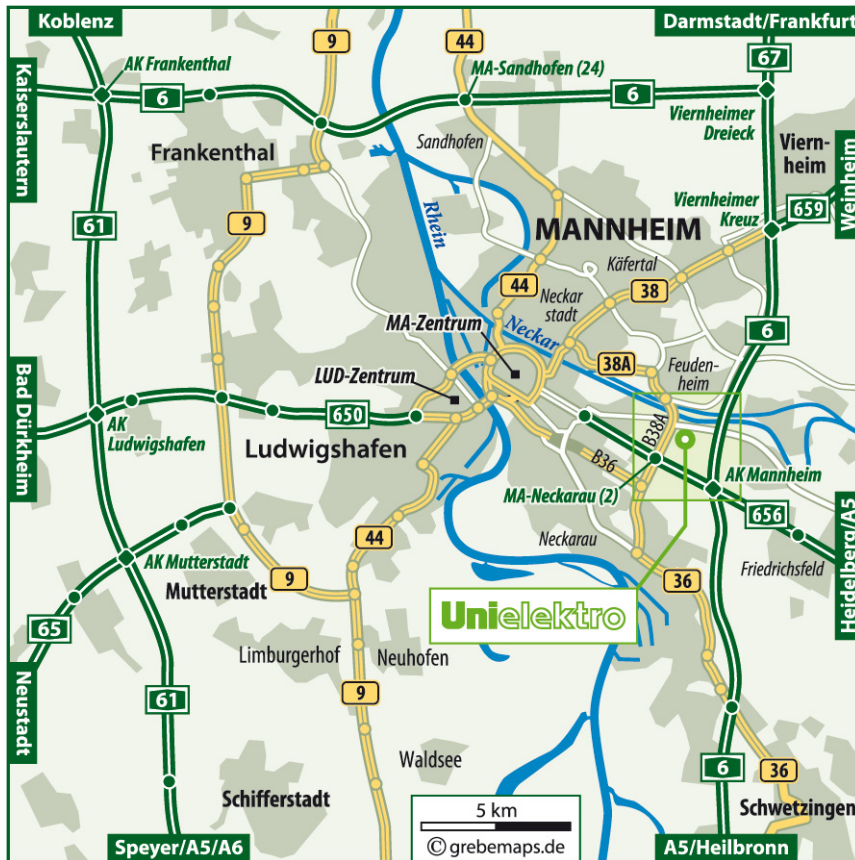 Koblenz
9
44
Darmstadt/Frankfurt
67
AK Frankenthal
MA-Sandhofen (24)
6
6
Kaiserslautern
Viernheimer
Dreieck
Viern-
heim
Sandhofen
Frankenthal
Weinheim
61
9
Rhein
MANNHEIM
Viernheimer
Kreuz
659
Käfertal
44
Neckar
stadt
38
MA-Zentrum
Neckar
6
38A
LUD-Zentrum
Feuden-
heim
Bad Dürkheim
650
AK
Ludwigshafen
Ludwigshafen
B38A
B36
AK Mannheim
MA-Neckarau (2)
656
Heidelberg/A5
44
Neckarau
AK Mutterstadt
9
36
Friedrichsfeld
Mutterstadt
Unielektro
65
Limburgerhof
Neuhofen
Neustadt
61
9
Waldsee
6
36
Schifferstadt
5 km
Schwetzingen
© grebemaps.de
Speyer/A5/A6
A5/Heilbronn